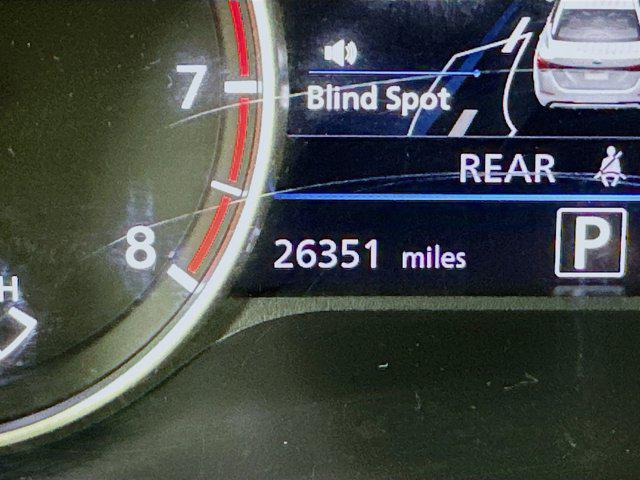 7
Blind Spot
REAR
8
26351 miles
P
H